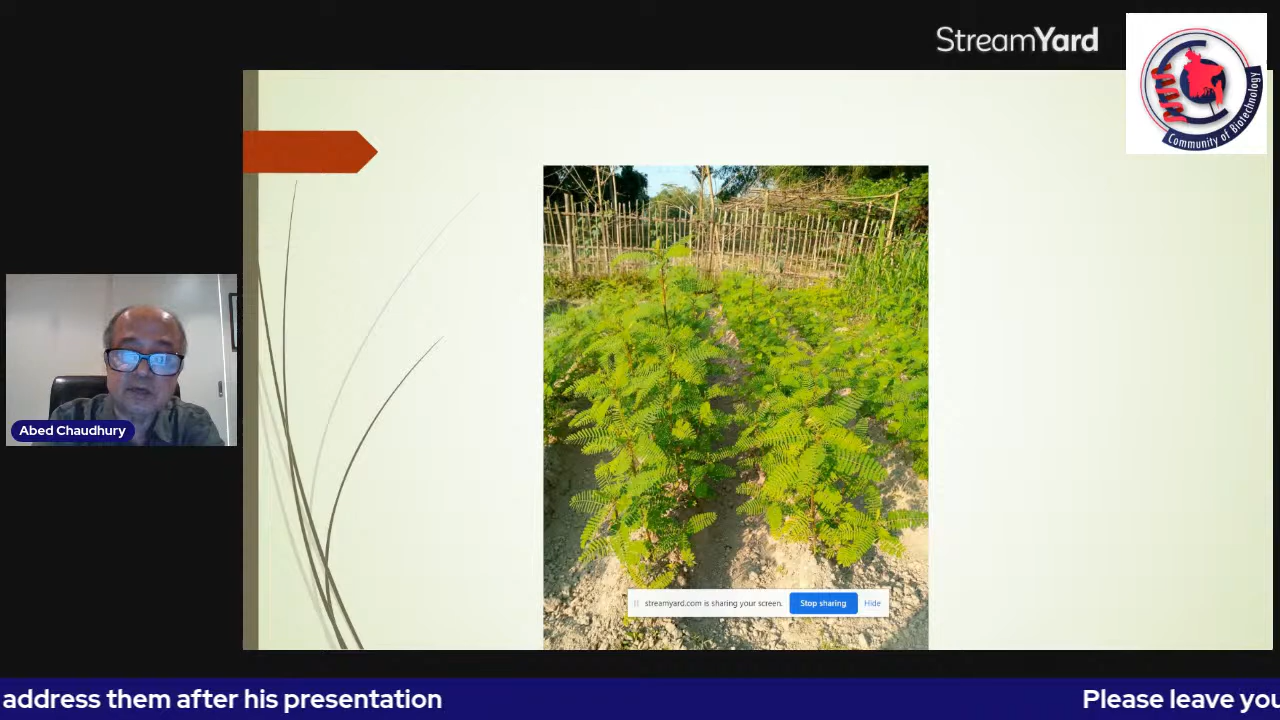 StreamYard
Community of Biotechnology
Abed Chaudhury
streamyard.com is sharing your screen.
Stop sharing
Hide
address them after his presentation
Please leave you